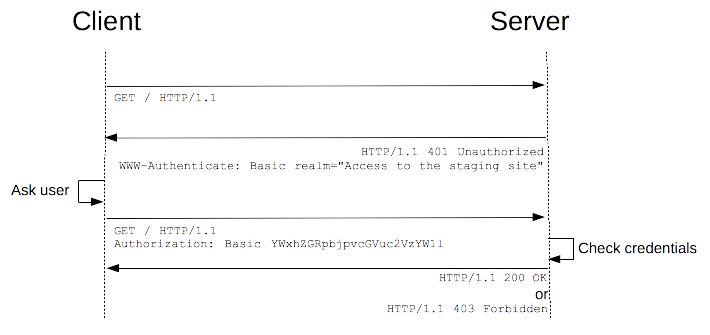 Client
Server
GET / HTTP/1.1
HTTP/1.1 401 Unauthorized
WWW-Authenticate: Basic realm="Access to the staging site"
Ask user
GET / HTTP/1.1
Authorization: Basic YWxhZGRpbjpvcGVuc2VzYW1l
Check credentials
HTTP/1.1 200 OK
or
HTTP/1.1 403 Forbidden